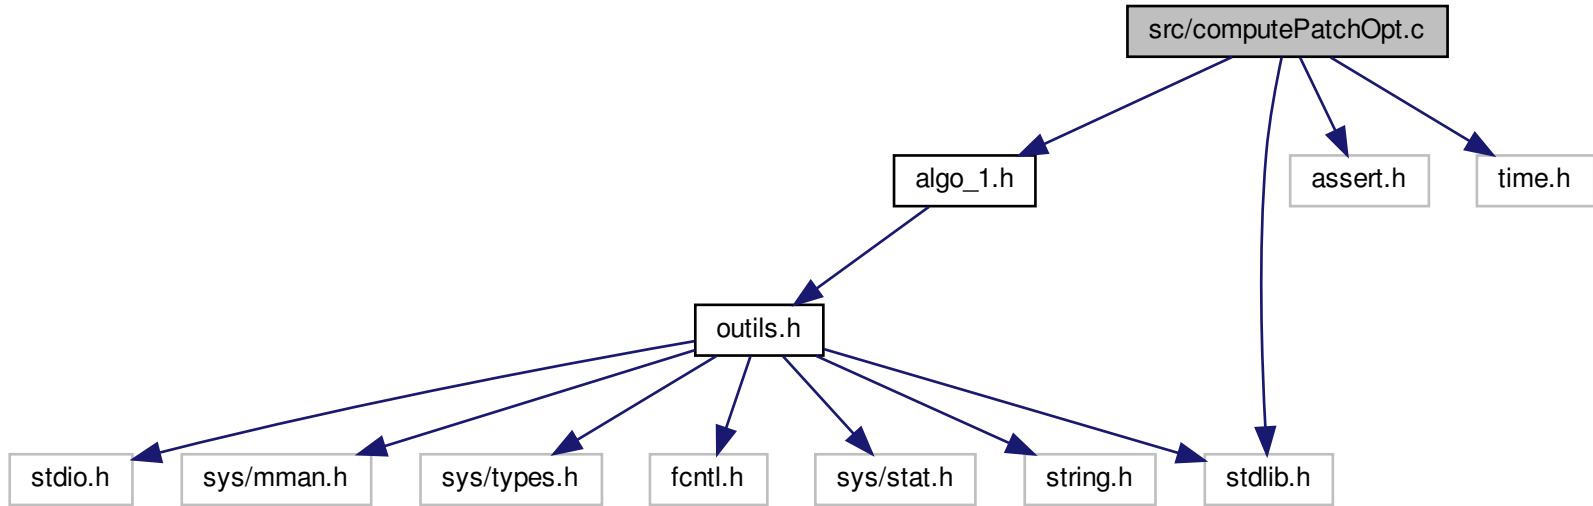 src/computePatchOpt.c
algo_1.h
assert.h
time.h
outils.h
stdio.h
sys/mman.h
sys/types.h
fcntl.h
sys/stat.h
string.h
stdlib.h